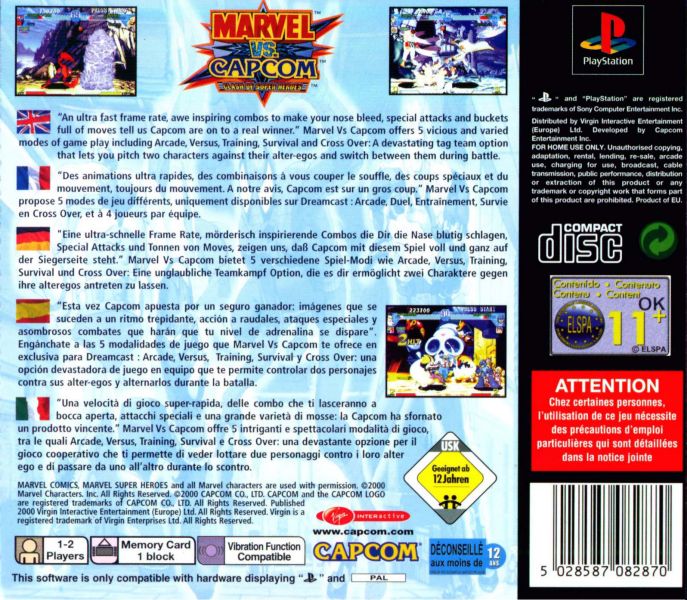 MARVEL
VS.
CAPCOM
CLASH OF SUPER HEROES
"An ultra fast frame rate, awe inspiring combos to make your nose bleed, special attacks and buckets
full of moves tell us Capcom are on to a real winner." Marvel Vs Capcom offers 5 vicious and varied
modes of game play including Arcade, Versus, Training, Survival and Cross Over: A devastating tag team option
that lets you pitch two characters against their alter-egos and switch between them during battle.
"Des animations ultra rapides, des combinaisons à vous couper le souffle, des coups spéciaux et du
mouvement, toujours du mouvement. A notre avis, Capcom est sur un gros coup." Marvel Vs Capcom
propose 5 modes de jeu différents, uniquement disponibles sur Dreamcast : Arcade, Duel, Entraînement, Survie
en Cross Over, et à 4 joueurs par équipe.
"Eine ultra-schnelle Frame Rate, mörderisch inspirierende Combos die Dir die Nase blutig schlagen,
Special Attacks und Tonnen von Moves, zeigen uns, daß Capcom mit diesem Spiel voll und ganz auf
der Siegerseite steht." Marvel Vs Capcom bietet 5 verschiedene Spiel-Modi wie Arcade, Versus, Training,
Survival und Cross Over: Eine unglaubliche Teamkampf Option, die es dir ermöglicht zwei Charaktere gegen
ihre alteregos antreten zu lassen.
"Esta vez Capcom apuesta por un seguro ganador: imágenes que se
suceden a un ritmo trepidante, acción a raudales, ataques especiales y
asombrosos combates que harán que tu nivel de adrenalina se dispare".
Engánchate a las 5 modalidades de juego que Marvel Vs Capcom te ofrece en
exclusiva para Dreamcast : Arcade, Versus, Training, Survival y Cross Over: una
opción devastadora de juego en equipo que te permite controlar dos personajes
contra sus alter-egos y alternarlos durante la batalla.
"Una velocità di gioco super-rapida, delle combo che ti lasceranno a
bocca aperta, attacchi speciali e una grande varietà di mosse: la Capcom ha sfornato
un prodotto vincente." Marvel Vs Capcom offre 5 intriganti e spettacolari modalità di gioco,
tra le quali Arcade, Versus, Training, Survival e Cross Over: una devastante opzione per il
gioco cooperativo che ti permette di veder lottare due personaggi contro i loro alter
ego e di passare da uno all'altro durante lo scontro.
MARVEL COMICS, MARVEL SUPER HEROES and all Marvel characters are used with permission. ©2000
Marvel Characters. Inc. All Rights Reserved. ©2000 CAPCOM CO., LTD. CAPCOM and the CAPCOM LOGO
are registered trademarks of CAPCOM CO., LTD. All Rights Reserved. Published
2000 Virgin Interactive Entertainment (Europe) Ltd. All Rights Reserved. Virgin is a
registered trademark of Virgin Enterprises Ltd. All Rights Reserved.
USK
Geeignet ab
12 Jahren
Virgin INTERactive
www.capcom.com
CAPCOM
DÉCONSEILLÉ
aux moins de
12
ANS
1-2
Players
Memory Card
1 block
Vibration Function
Compatible
This software is only compatible with hardware displaying " " and PAL
PlayStation
" " and "PlayStation" are registered
trademarks of Sony Computer Entertainment Inc.
Distributed by Virgin Interactive Entertainment
(Europe) Ltd. Developed by Capcom
Entertainment Inc.
FOR HOME USE ONLY. Unauthorised copying,
adaptation, rental, lending, re-sale, arcade
use, charging for use, broadcast, cable
transmission, public performance, distribution
or extraction of this product or any
trademark or copyright work that forms part
of this product are prohibited. Product of EU.
COMPACT
disc
Contenido • Contenuto
Contenu • Content
ELSPA
OK
11+
© ELSPA
ATTENTION
Chez certaines personnes,
l'utilisation de ce jeu nécessite
des précautions d'emploi
particulières qui sont détaillées
dans la notice jointe
5 028587 082870